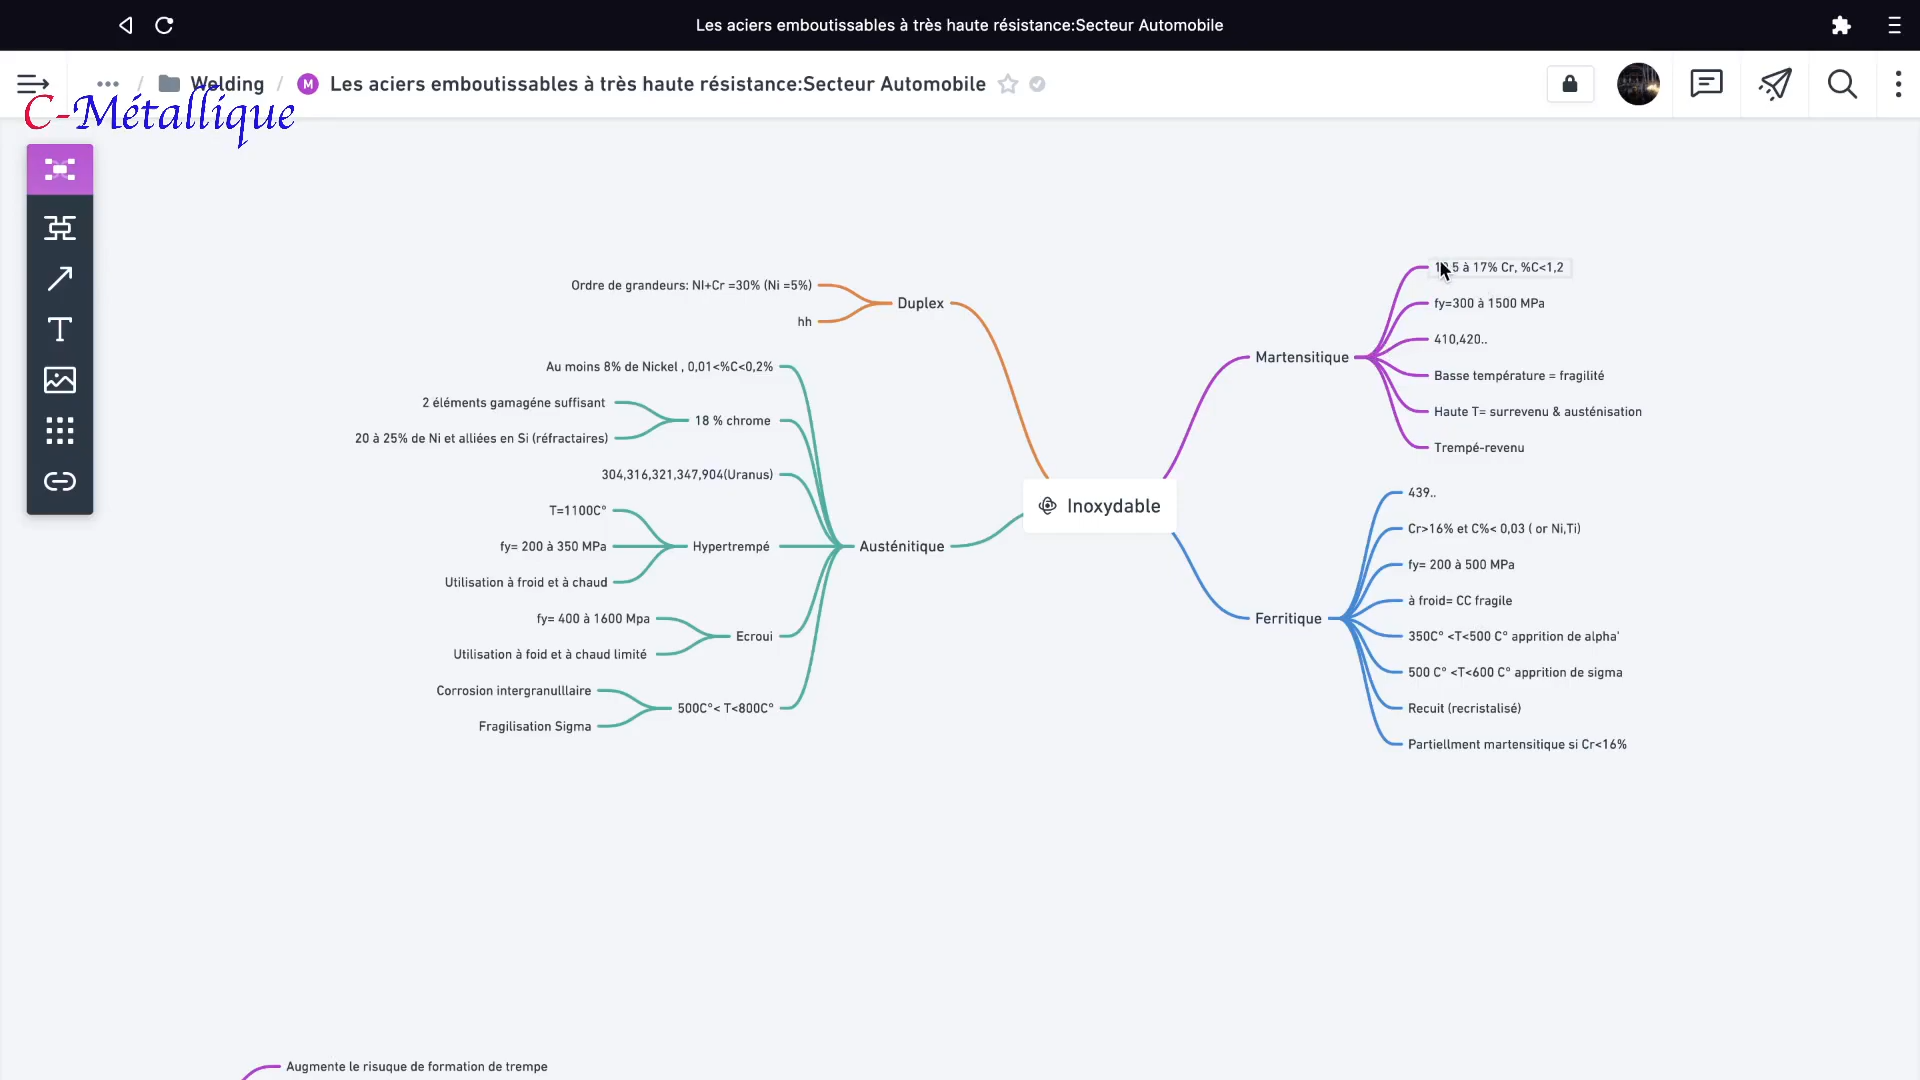 Les aciers emboutissables à très haute résistance:Secteur Automobile
Welding / M Les aciers emboutissables à très haute résistance:Secteur Automobile
C-Métallique
Ordre de grandeurs: NI+Cr =30% (Ni =5%)
hh
Duplex
Au moins 8% de Nickel , 0,01<%C<0,2%
2 éléments gamagéne suffisant
20 à 25% de Ni et alliées en Si (réfractaires)
18 % chrome
304,316,321,347,904(Uranus)
T=1100C°
fy= 200 à 350 MPa
Utilisation à froid et à chaud
Hypertrempé
Austénitique
fy= 400 à 1600 Mpa
Utilisation à foid et à chaud limité
Ecroui
Corrosion intergranulllaire
Fragilisation Sigma
500C°< T<800C°
Inoxydable
Martensitique
5 à 17% Cr, %C<1,2
fy=300 à 1500 MPa
410,420..
Basse température = fragilité
Haute T= surrevenu & austénisation
Trempé-revenu
Ferritique
439..
Cr>16% et C%< 0,03 ( or Ni,Ti)
fy= 200 à 500 MPa
à froid= CC fragile
350C° <T<500 C° apprition de alpha'
500 C° <T<600 C° apprition de sigma
Recuit (recristalisé)
Partiellment martensitique si Cr<16%
Augmente le risuque de formation de trempe